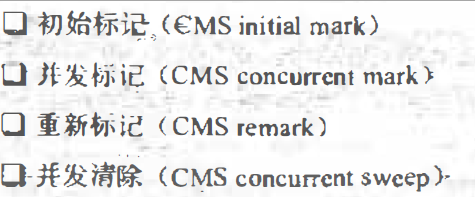 ❑ 初始标记（CMS initial mark）
❑ 并发标记（CMS concurrent mark）
❑ 重新标记（CMS remark）
❑ 并发清除（CMS concurrent sweep）